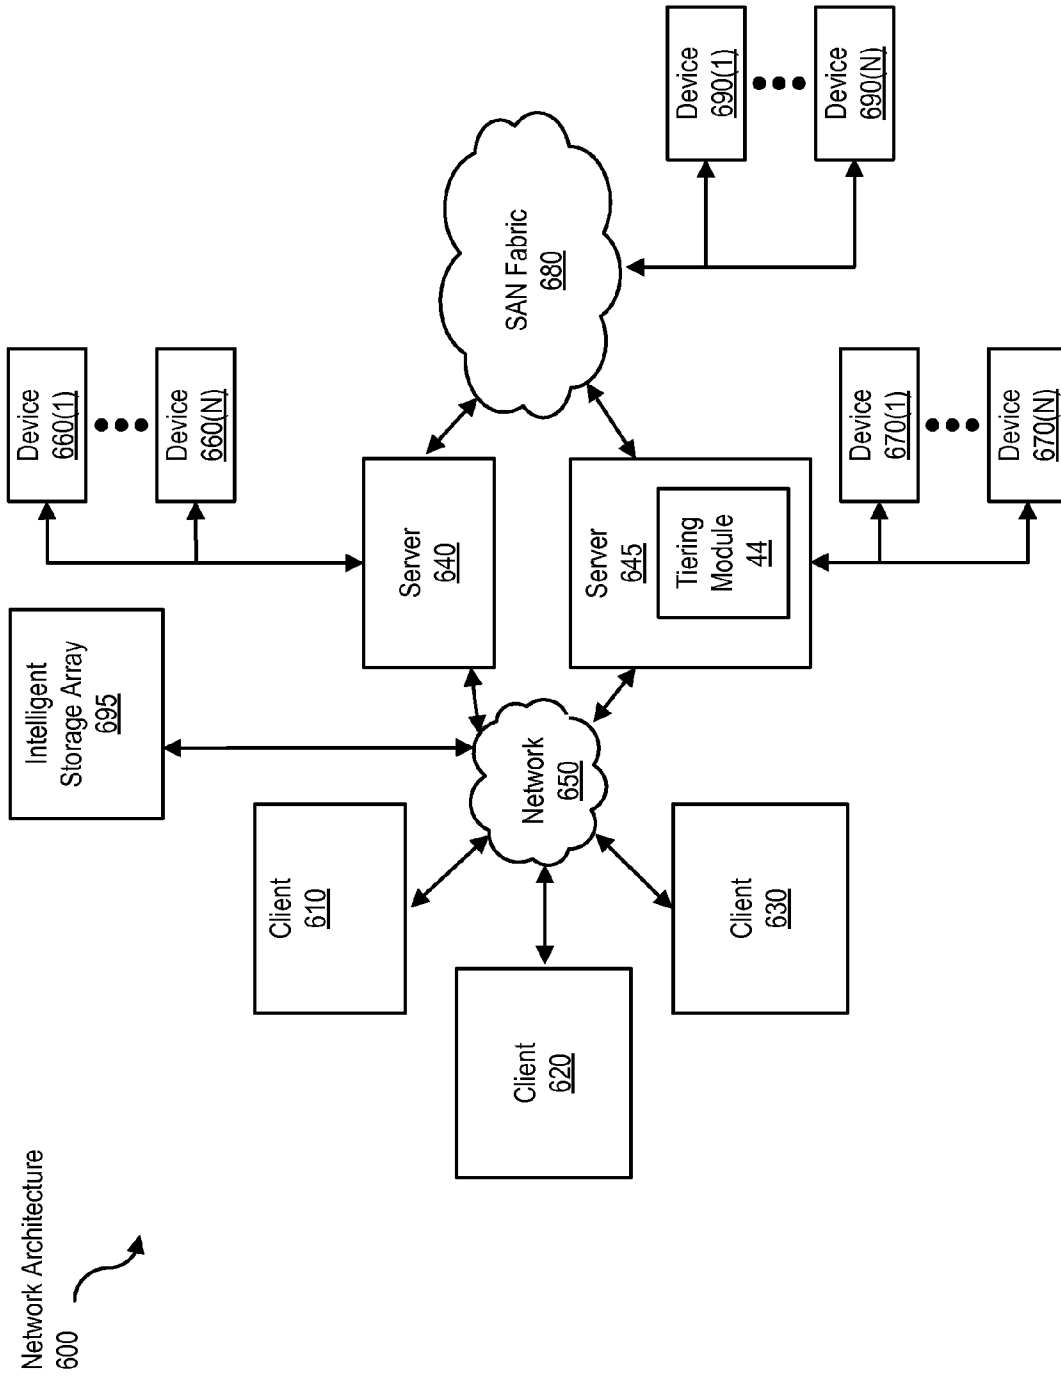 Network Architecture
600
Intelligent
Storage Array
695
Device
660(1)
Device
660(N)
Client
610
Client
620
Client
630
Network
650
Server
640
Server
645
Tiering
Module
44
SAN Fabric
680
Device
690(1)
Device
690(N)
Device
670(1)
Device
670(N)